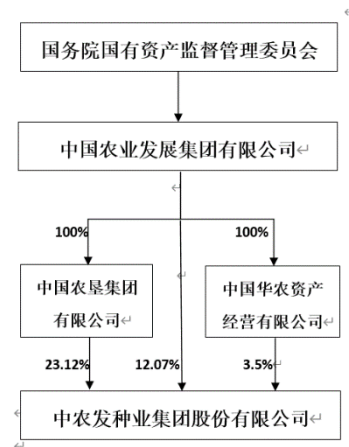 国务院国有资产监督管理委员会
中国农业发展集团有限公司
100%
100%
中国农垦集团
有限公司
中国华农资产
经营有限公司
23.12%
12.07%
3.5%
中农发种业集团股份有限公司